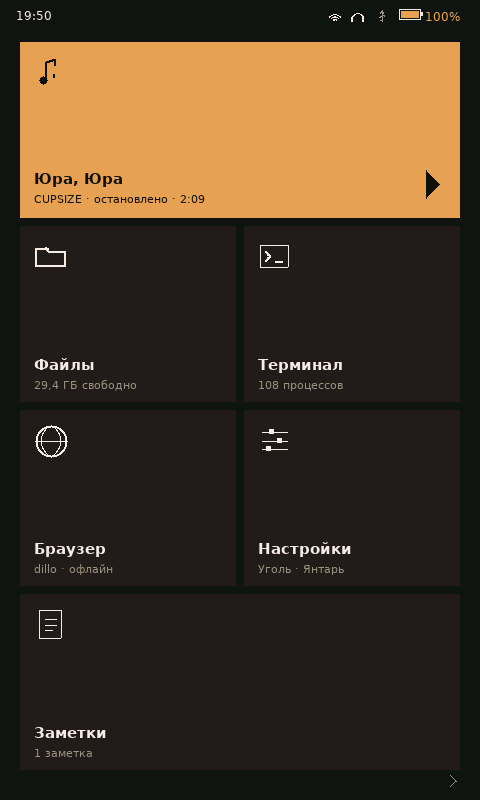 19:50
100%
Юра, Юра
CUPSIZE · остановлено · 2:09
Файлы
29,4 ГБ свободно
Терминал
108 процессов
Браузер
dillo · офлайн
Настройки
Уголь · Янтарь
Заметки
1 заметка